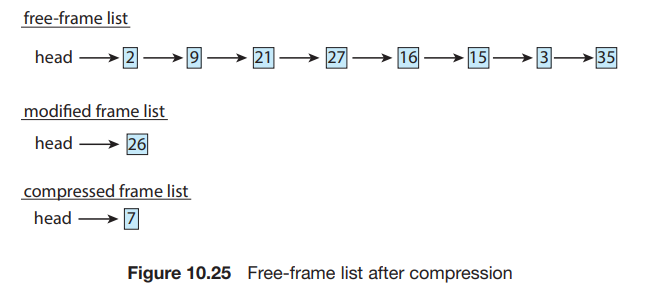 free-frame list
head 2 9 21 27 16 15 3 35
modified frame list
head 26
compressed frame list
head 7
Figure 10.25 Free-frame list after compression